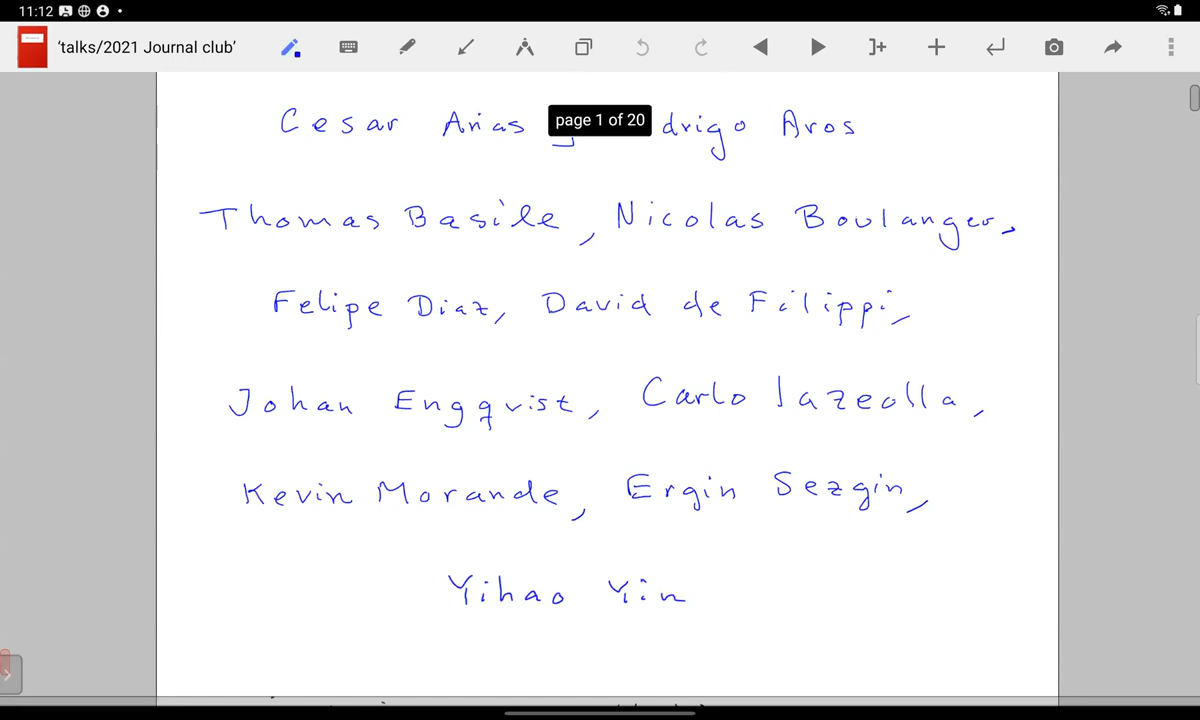 11:12
‘talks/2021 Journal club’
page 1 of 20
Cesar Arias drigo Aros
Thomas Basile, Nicolas Boulanger,
Felipe Diaz, David de Filippi,
Johan Engqvist, Carlo Iazeolla,
Kevin Morande, Ergin Sezgin,
Yihao Yin